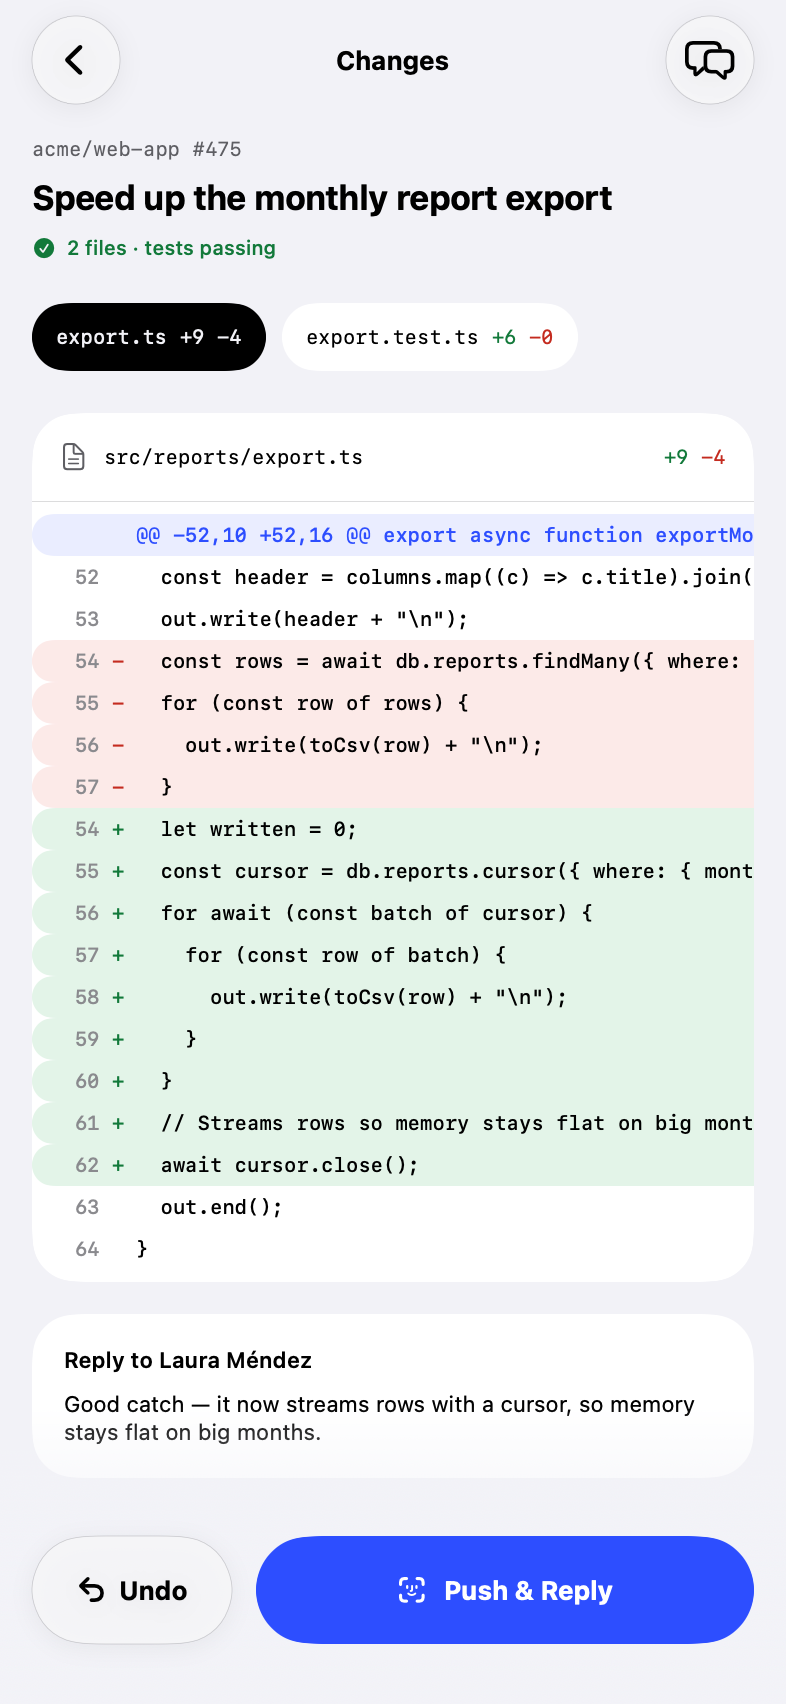 Changes
acme/web-app #475
Speed up the monthly report export
2 files · tests passing
export.ts +9 −4
export.test.ts +6 −0
src/reports/export.ts +9 −4
@@ −52,10 +52,16 @@ export async function exportMo
52 const header = columns.map((c) => c.title).join(
53 out.write(header + "\n");
54 − const rows = await db.reports.findMany({ where:
55 − for (const row of rows) {
56 − out.write(toCsv(row) + "\n");
57 − }
54 + let written = 0;
55 + const cursor = db.reports.cursor({ where: { mont
56 + for await (const batch of cursor) {
57 + for (const row of batch) {
58 + out.write(toCsv(row) + "\n");
59 + }
60 + }
61 + // Streams rows so memory stays flat on big mont
62 + await cursor.close();
63 out.end();
64 }
Reply to Laura Méndez
Good catch — it now streams rows with a cursor, so memory
stays flat on big months.
Undo
Push & Reply